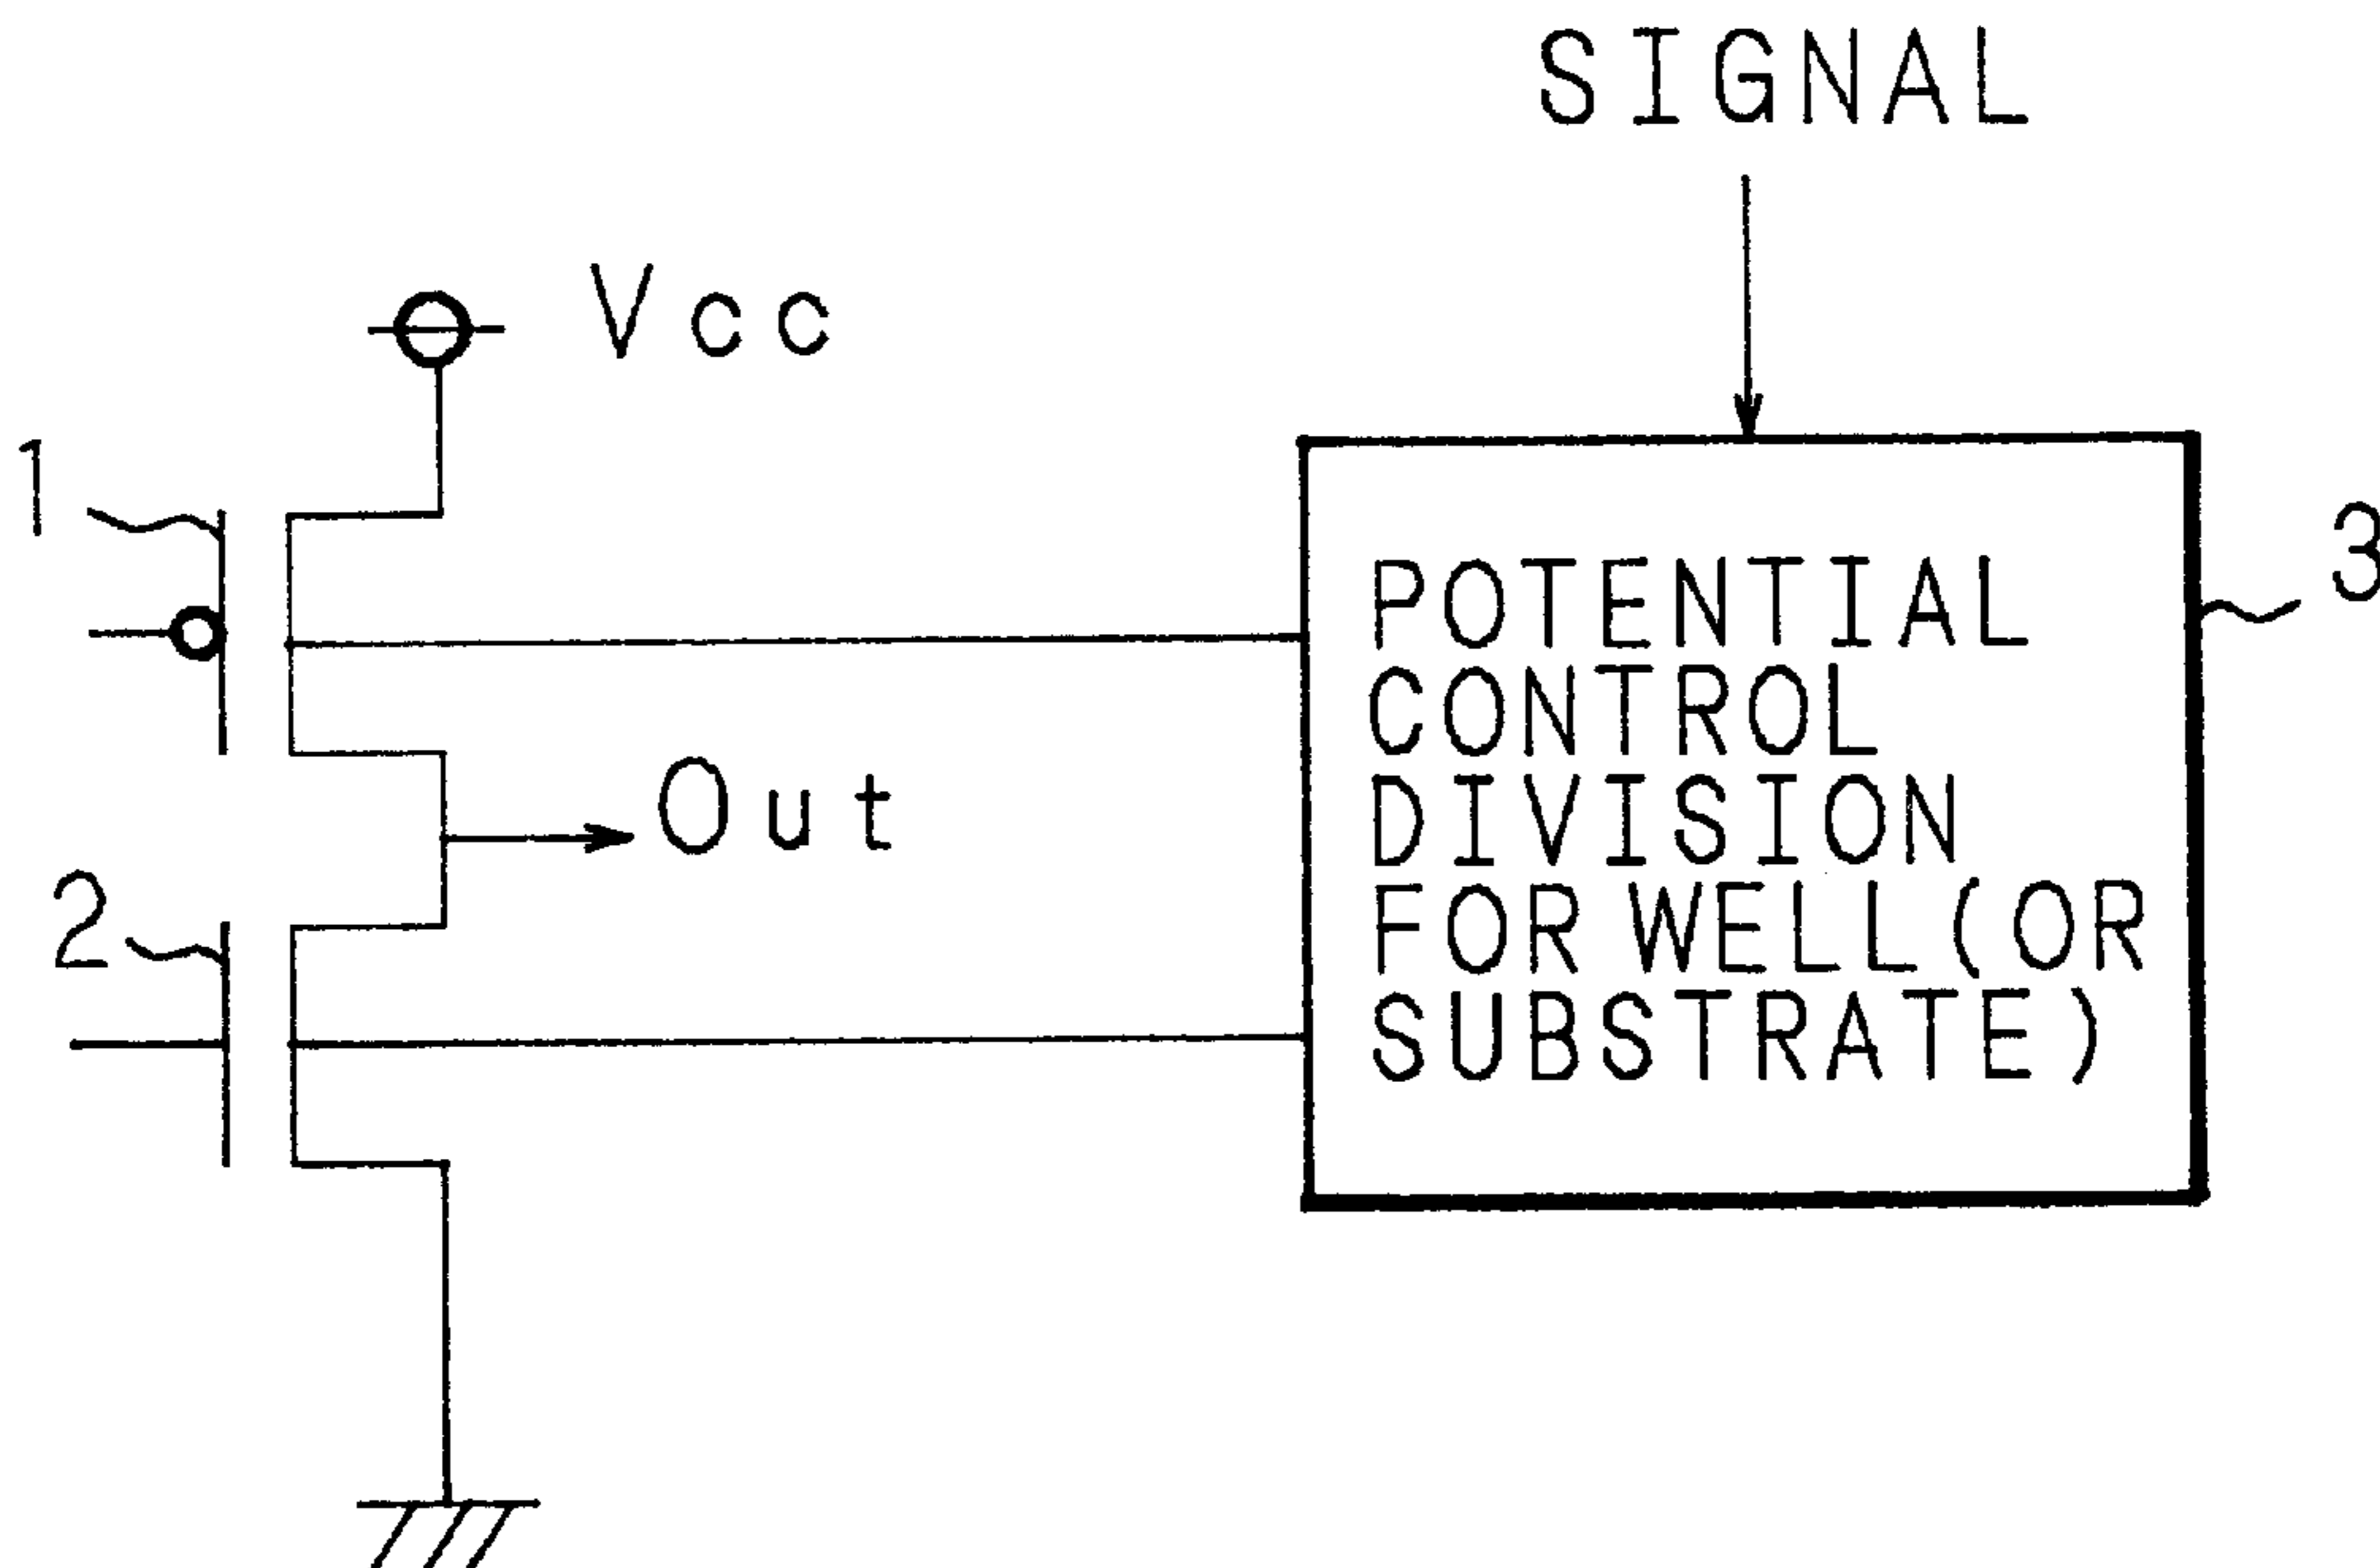 SIGNAL
Vcc
1
3
POTENTIAL
CONTROL
DIVISION
FOR WELL(OR
SUBSTRATE)
Out
2